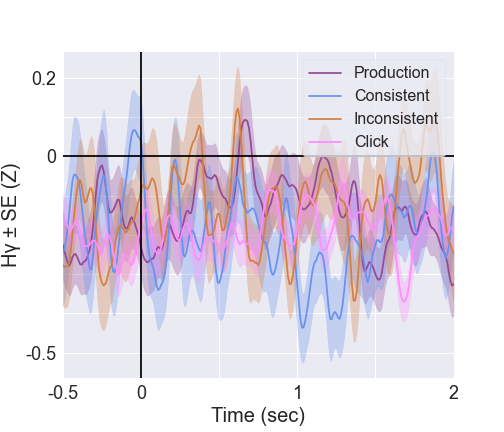 Production
Consistent
Inconsistent
Click
0.2
0
-0.5
Hγ ± SE (Z)
-0.5 0 1 2
Time (sec)